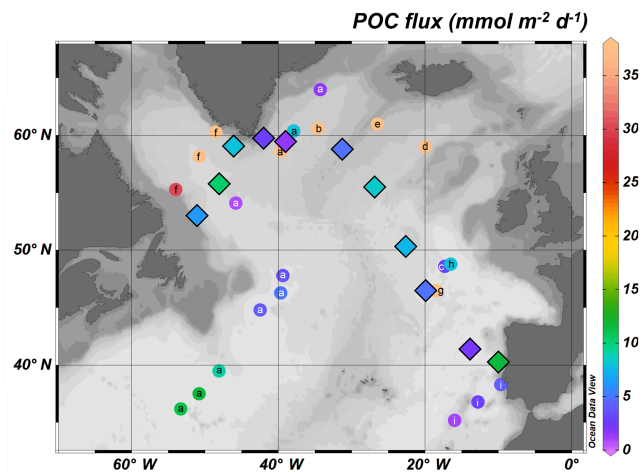 POC flux (mmol m-2 d-1)
35
a
60° N
f
a
b
e
a
d
30
f
f
a
25
20
50° N
c
h
a
a
g
15
a
40° N
a
i
10
a
a
i
i
5
Ocean Data View
60° W
40° W
20° W
0°
0